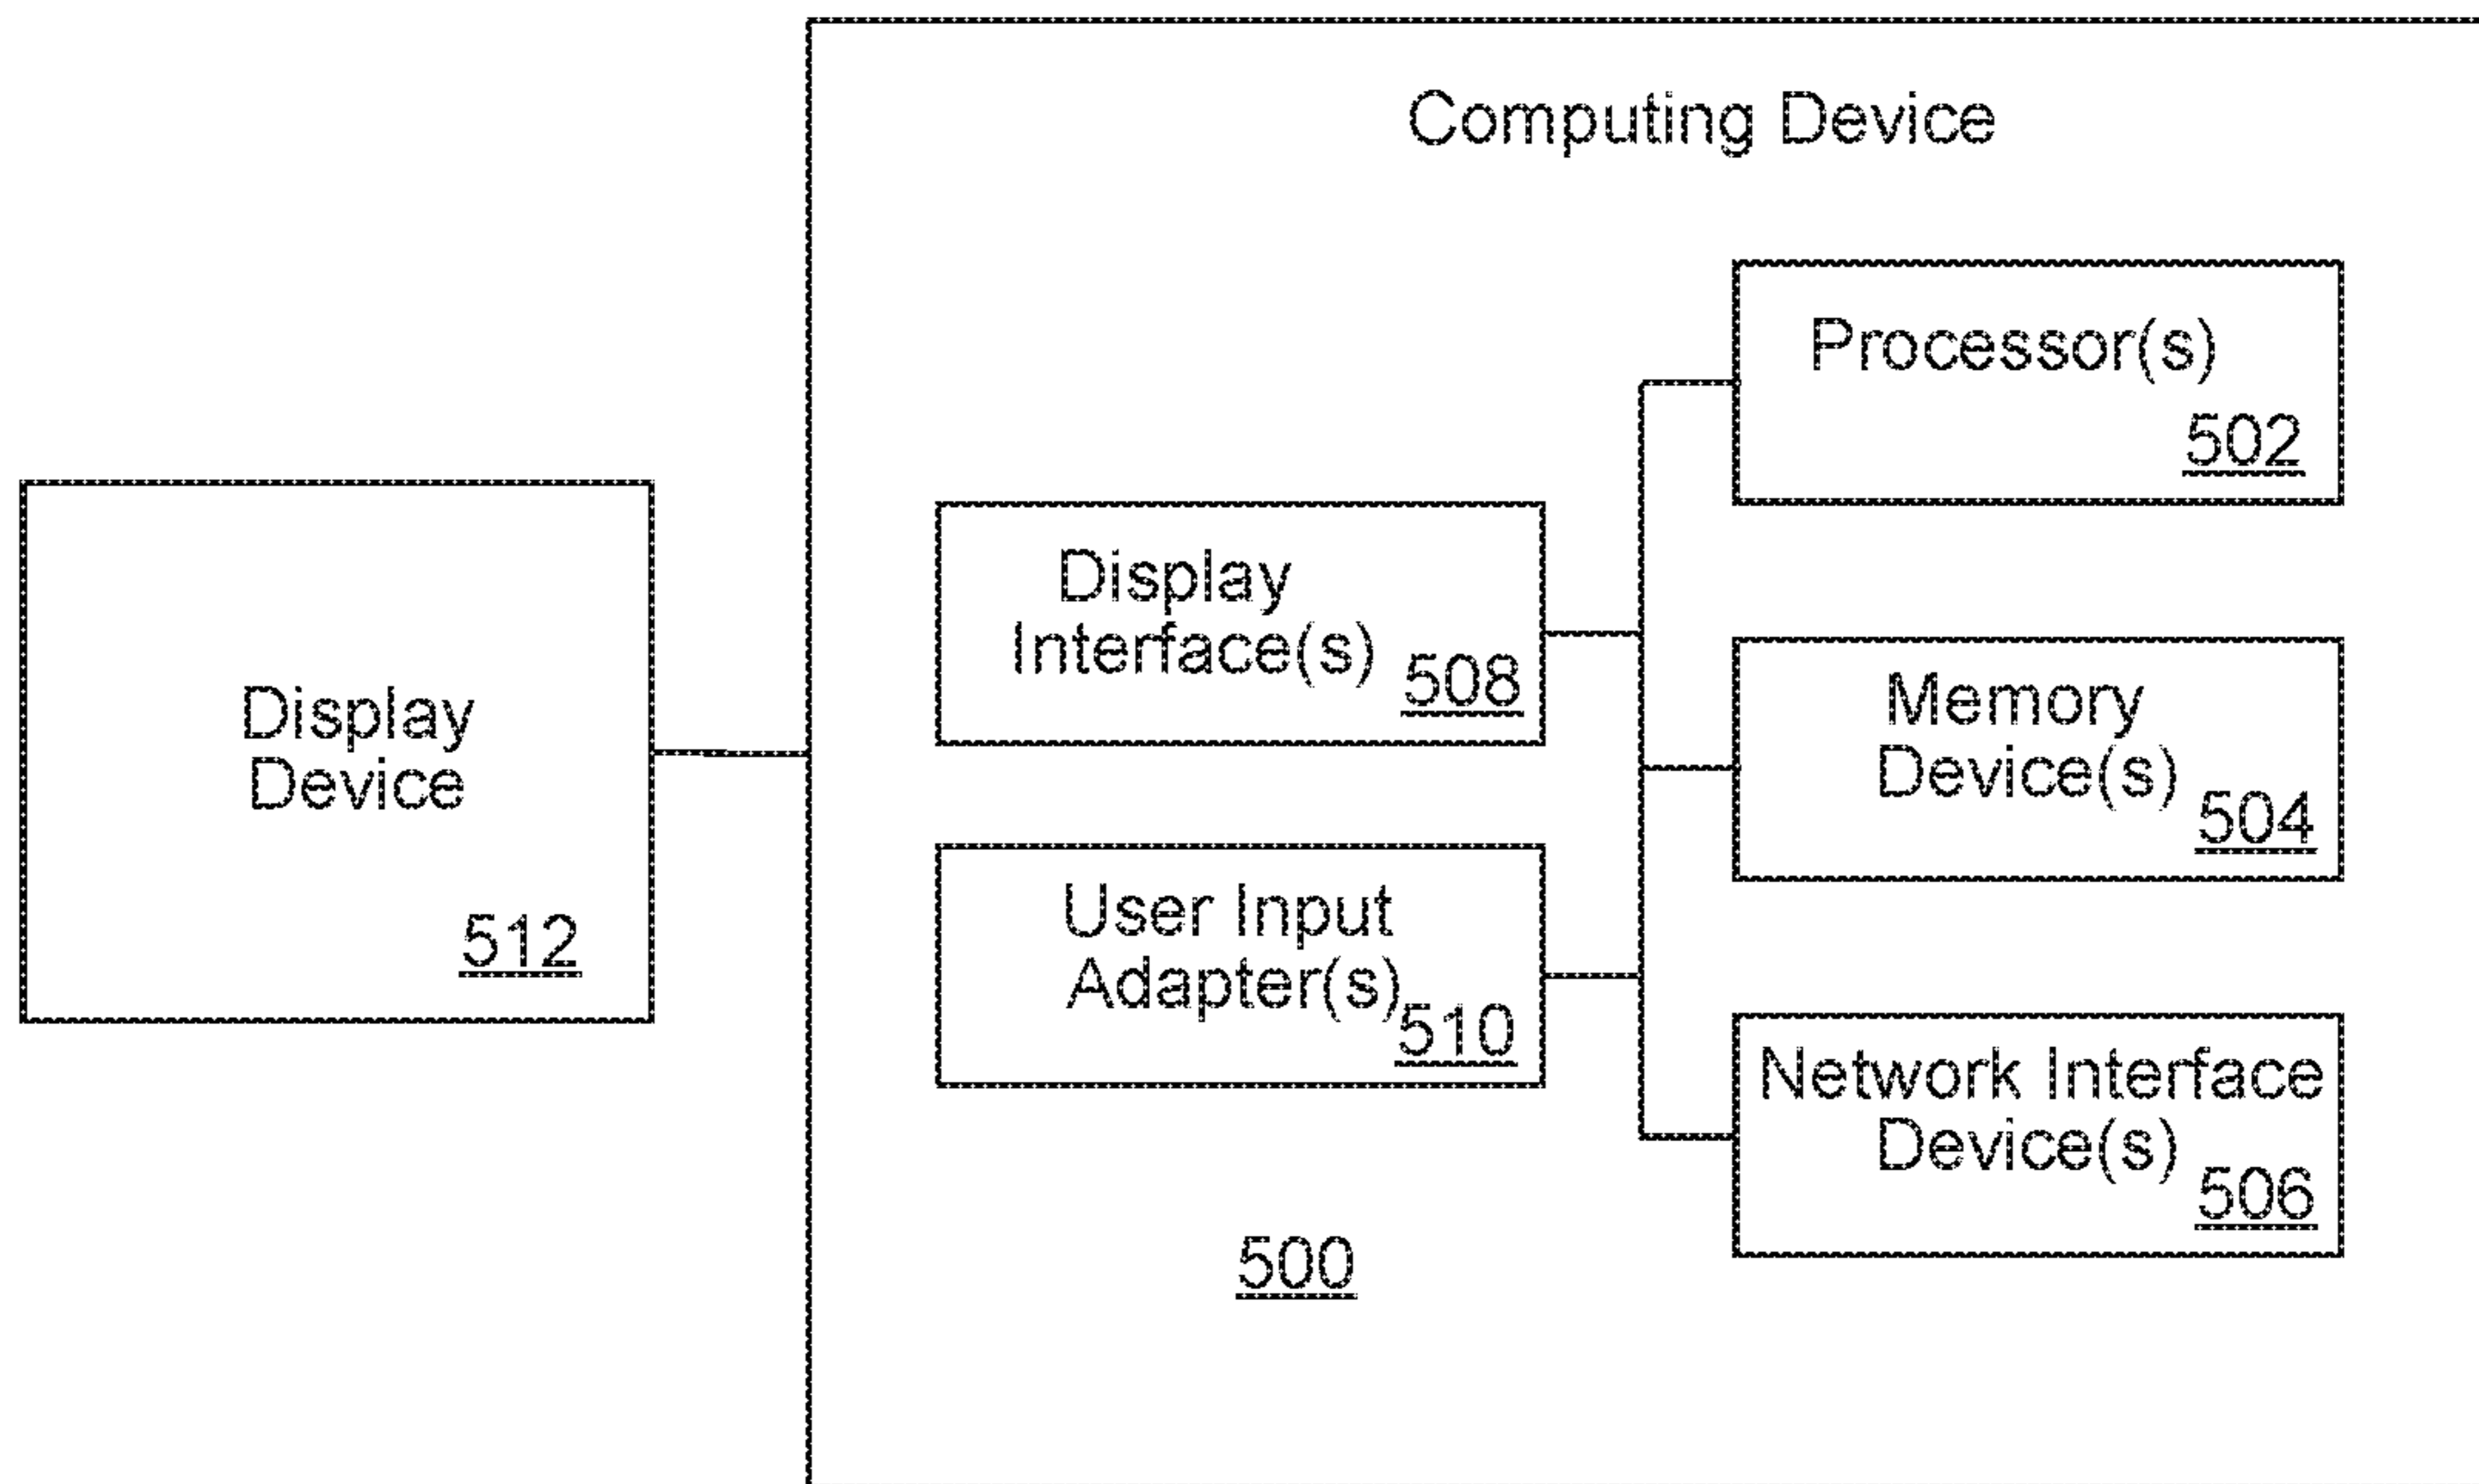 Computing Device
Processor(s)
502
Display
Interface(s) 508
Memory
Device(s) 504
Display
Device
512
User Input
Adapter(s) 510
Network Interface
Device(s) 506
500